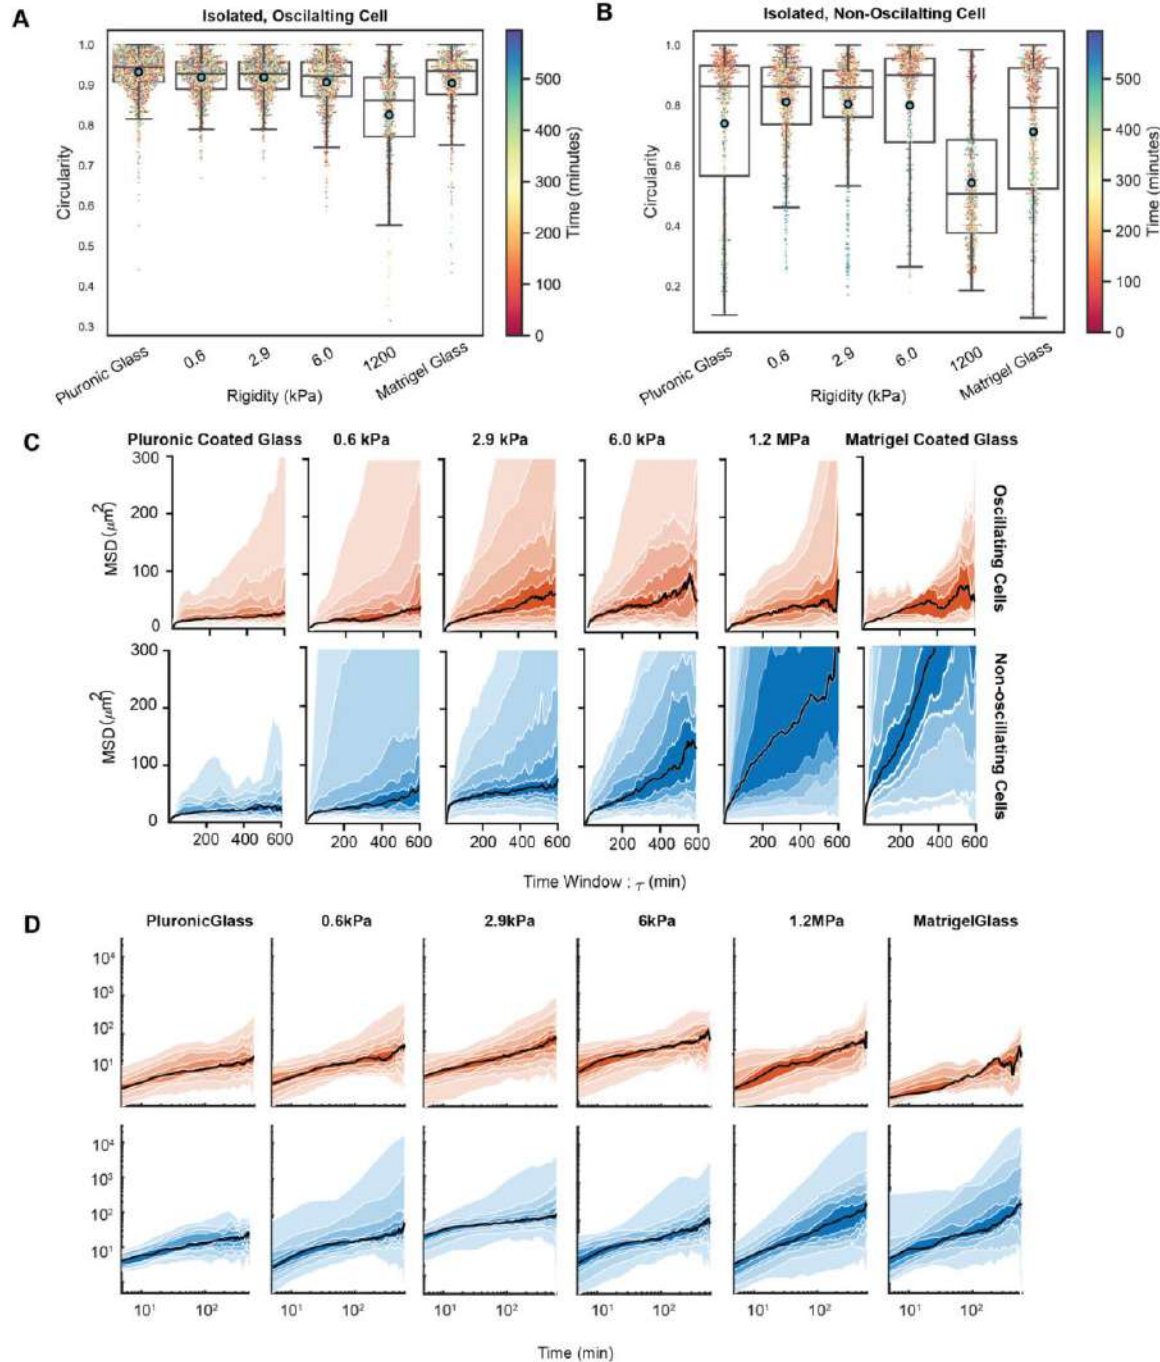 A
Isolated, Oscilalting Cell
Circularity
1.0
0.9
0.8
0.7
0.6
0.5
0.4
0.3
Pluronic Glass
0.6
2.9
6.0
1200
Matrigel Glass
Rigidity (kPa)
500
400
300
200
100
0
Time (minutes)
B
Isolated, Non-Oscilalting Cell
Circularity
1.0
0.8
0.6
0.4
0.2
Pluronic Glass
0.6
2.9
6.0
1200
Matrigel Glass
Rigidity (kPa)
500
400
300
200
100
0
Time (minutes)
C
Pluronic Coated Glass
0.6 kPa
2.9 kPa
6.0 kPa
1.2 MPa
Matrigel Coated Glass
MSD (μm²)
300
200
100
0
Oscillating Cells
MSD (μm²)
300
200
100
0
Non-oscillating Cells
200 400 600
200 400 600
200 400 600
200 400 600
200 400 600
200 400 600
Time Window : τ (min)
D
PluronicGlass
0.6kPa
2.9kPa
6kPa
1.2MPa
MatrigelGlass
10⁴
10³
10²
10¹
10⁴
10³
10²
10¹
10¹ 10²
10¹ 10²
10¹ 10²
10¹ 10²
10¹ 10²
10¹ 10²
Time (min)